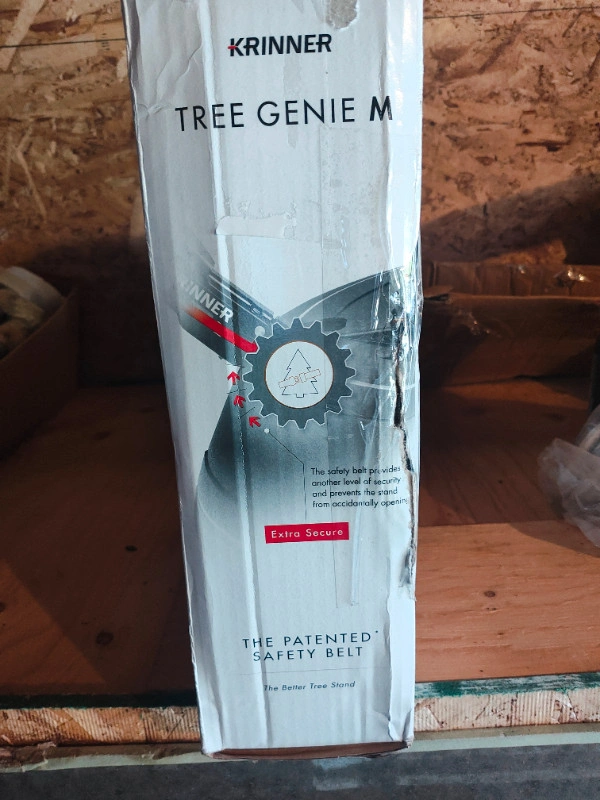 KRINNER
TREE GENIE M
INNER
The safety belt provides
another level of security
and prevents the stand
from accidentally opening
Extra Secure
THE PATENTED*
SAFETY BELT
The Better Tree Stand